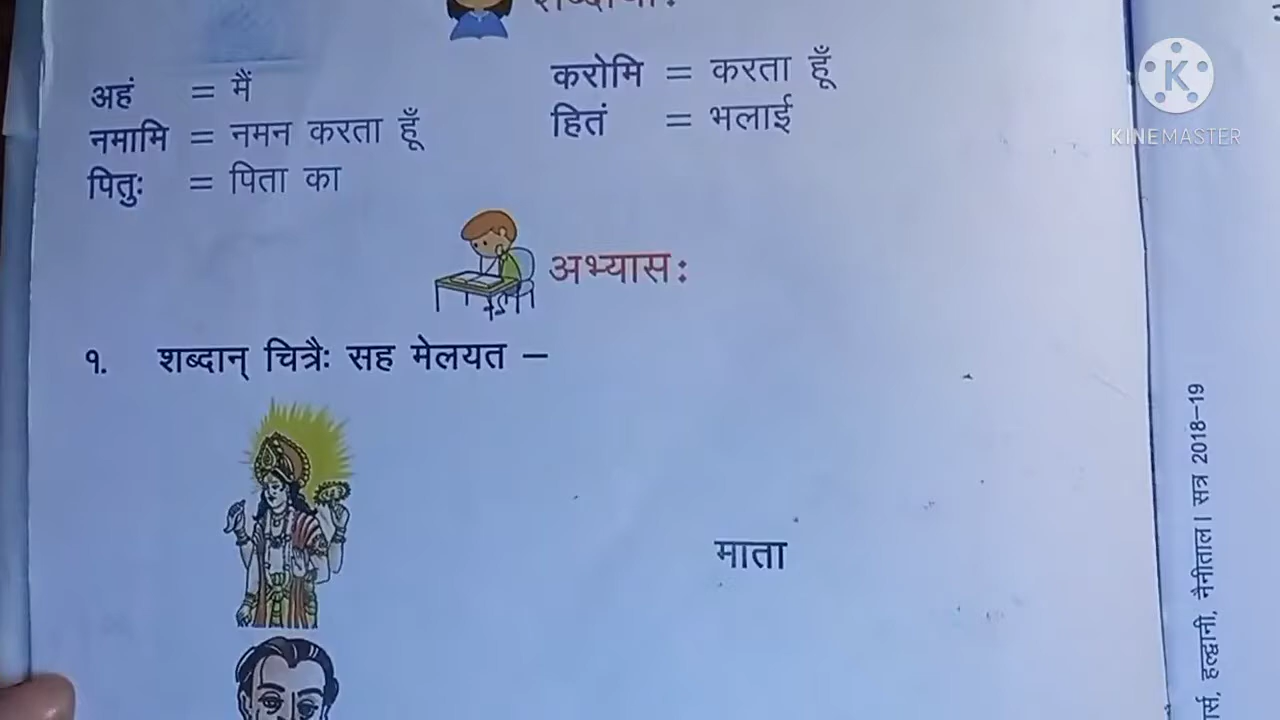 अहं = मैं
नमामि = नमन करता हूँ
पितुः = पिता का
करोमि = करता हूँ
हितं = भलाई
अभ्यासः
१. शब्दान् चित्रैः सह मेलयत –
माता
हल्द्वानी, नैनीताल। सत्र 2018–19
KINEMASTER